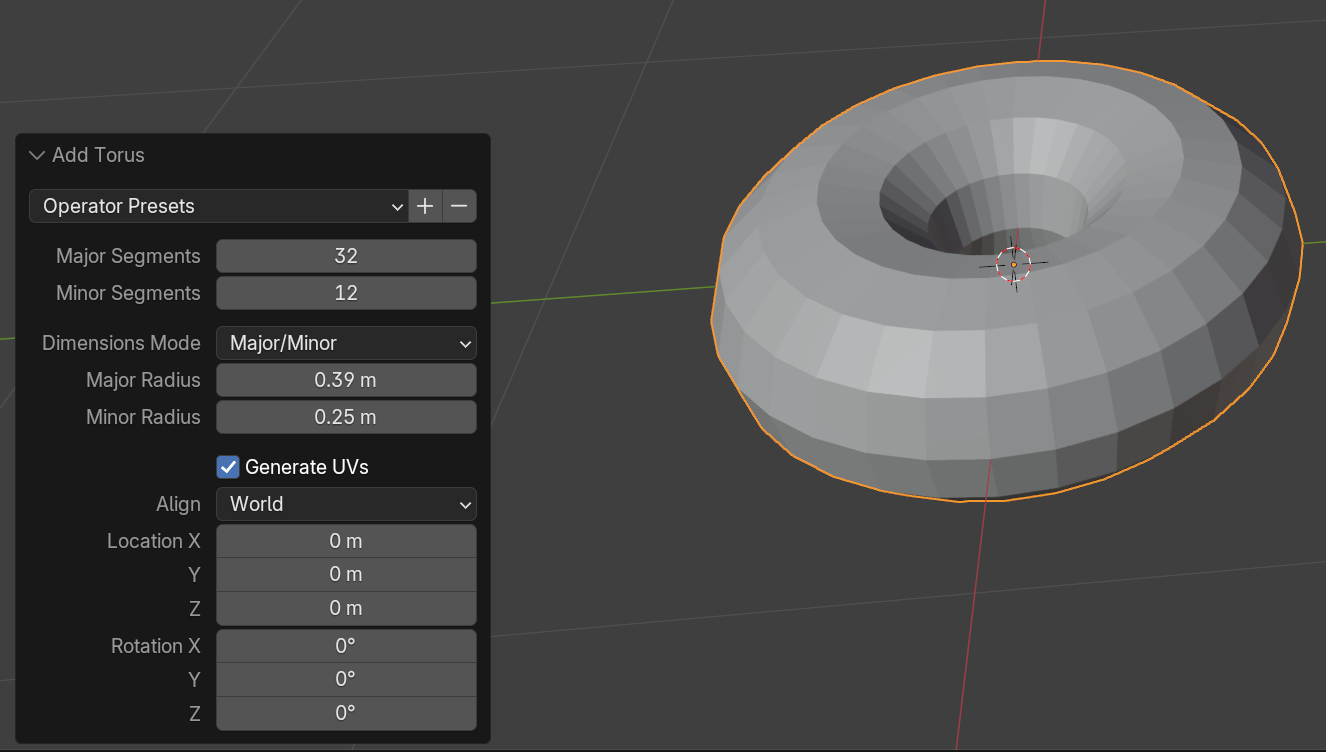 Add Torus
Operator Presets
Major Segments 32
Minor Segments 12
Dimensions Mode Major/Minor
Major Radius 0.39 m
Minor Radius 0.25 m
Generate UVs
Align World
Location X 0 m
Y 0 m
Z 0 m
Rotation X 0°
Y 0°
Z 0°